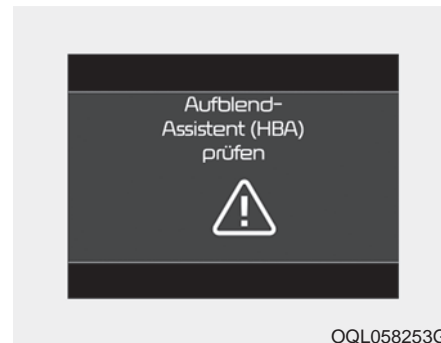 Aufblend-
Assistent (HBA)
prüfen
OQL058253G